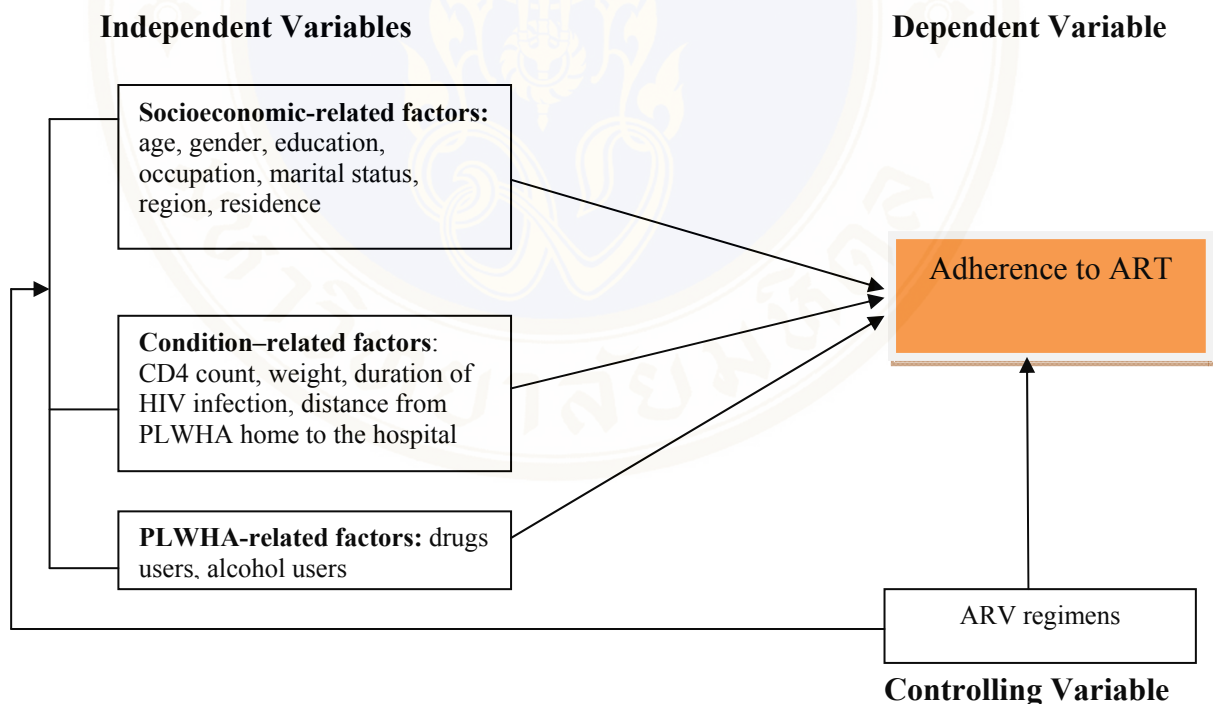 Independent Variables
Dependent Variable
Socioeconomic-related factors:
age, gender, education,
occupation, marital status,
region, residence
Adherence to ART
Condition–related factors:
CD4 count, weight, duration of
HIV infection, distance from
PLWHA home to the hospital
PLWHA-related factors: drugs
users, alcohol users
ARV regimens
Controlling Variable